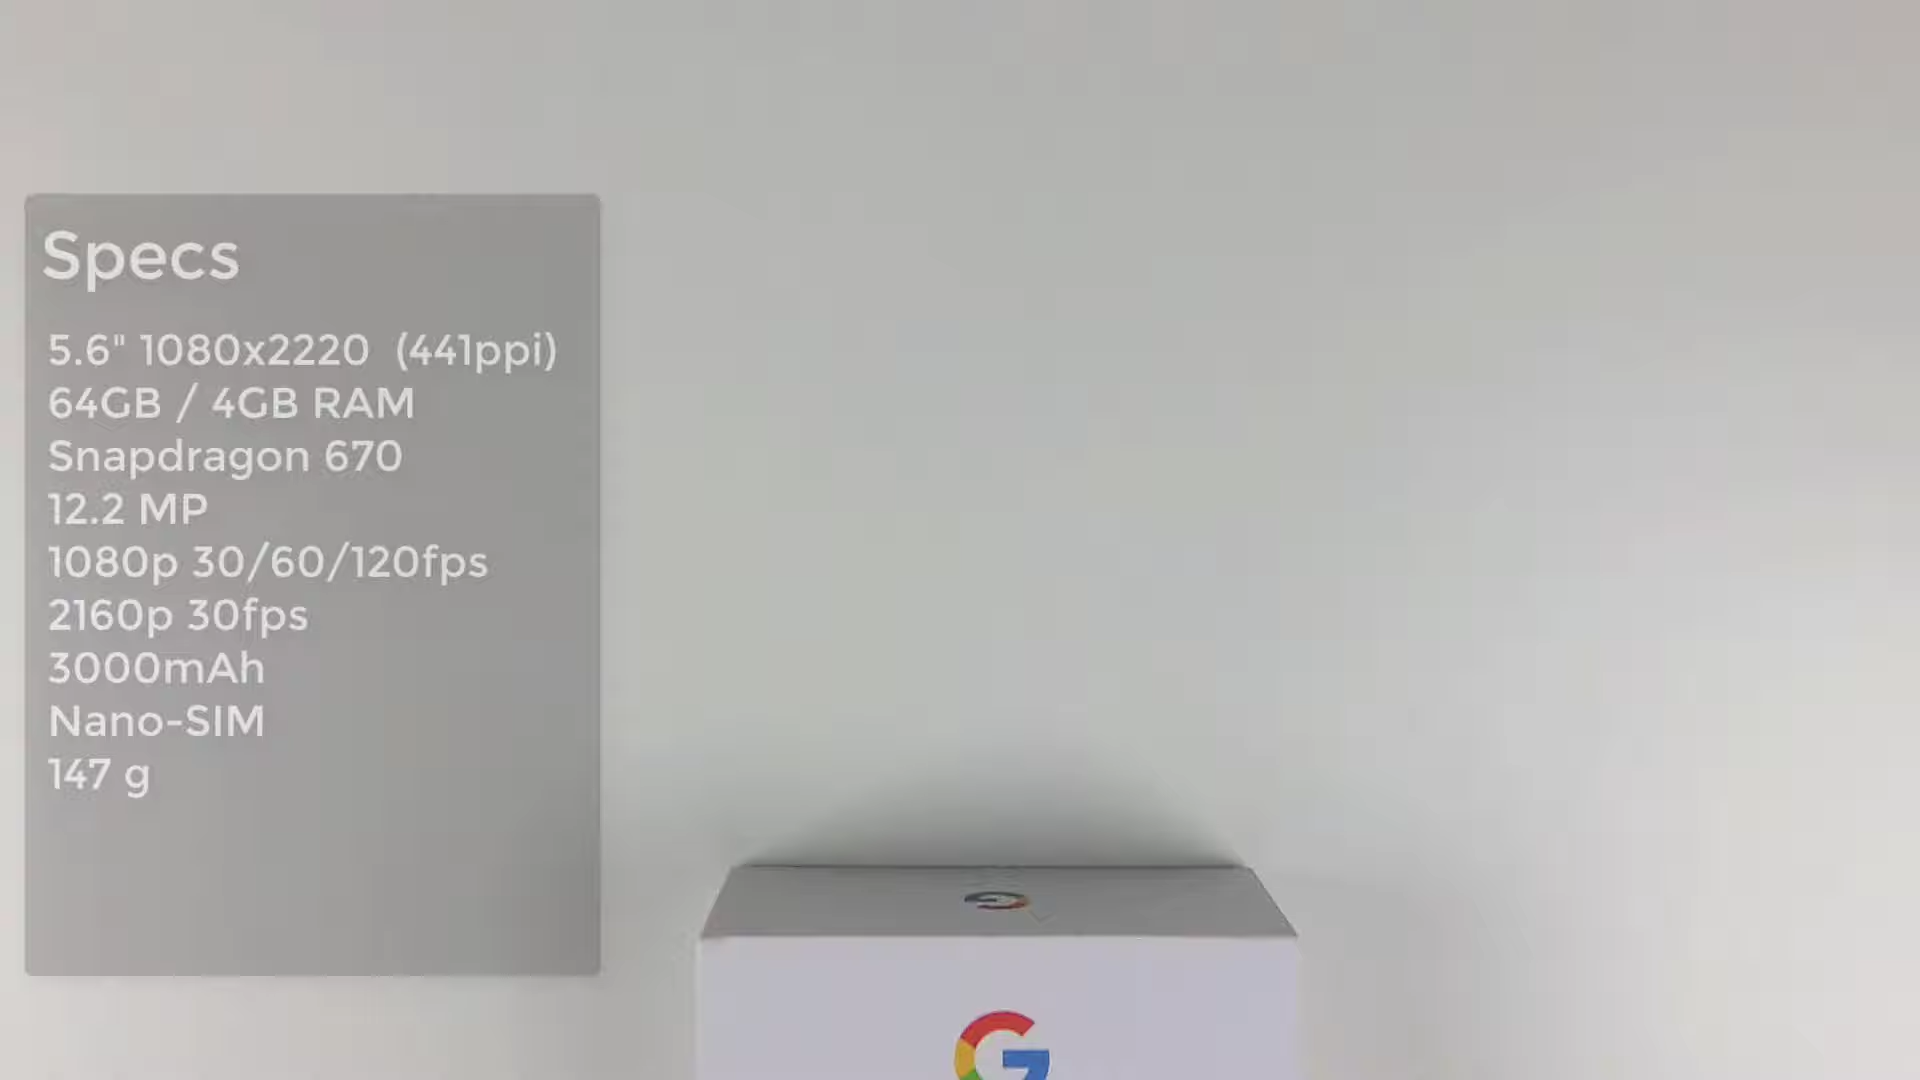 Specs
5.6" 1080x2220 (441ppi)
64GB / 4GB RAM
Snapdragon 670
12.2 MP
1080p 30/60/120fps
2160p 30fps
3000mAh
Nano-SIM
147 g
G
G